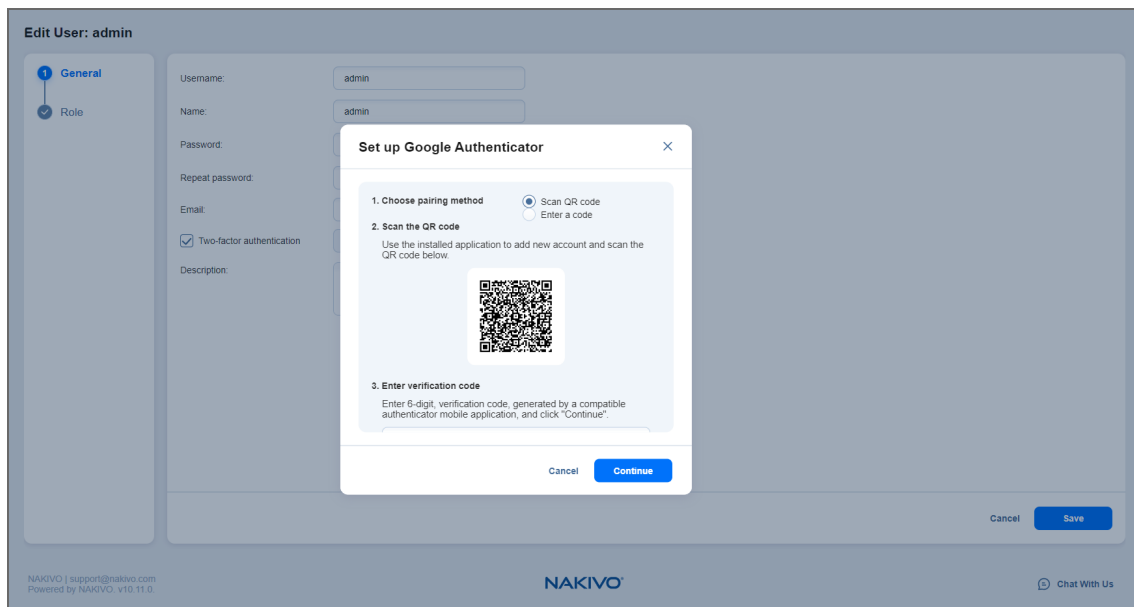 Edit User: admin
1 General
Role
Username: admin
Name: admin
Password:
Repeat password:
Email:
Two-factor authentication
Description:
Set up Google Authenticator
1. Choose pairing method
Scan QR code
Enter a code
2. Scan the QR code
Use the installed application to add new account and scan the
QR code below.
3. Enter verification code
Enter 6-digit, verification code, generated by a compatible
authenticator mobile application, and click "Continue".
Cancel Continue
Cancel Save
NAKIVO | support@nakivo.com
Powered by NAKIVO. v10.11.0.
NAKIVO®
Chat With Us